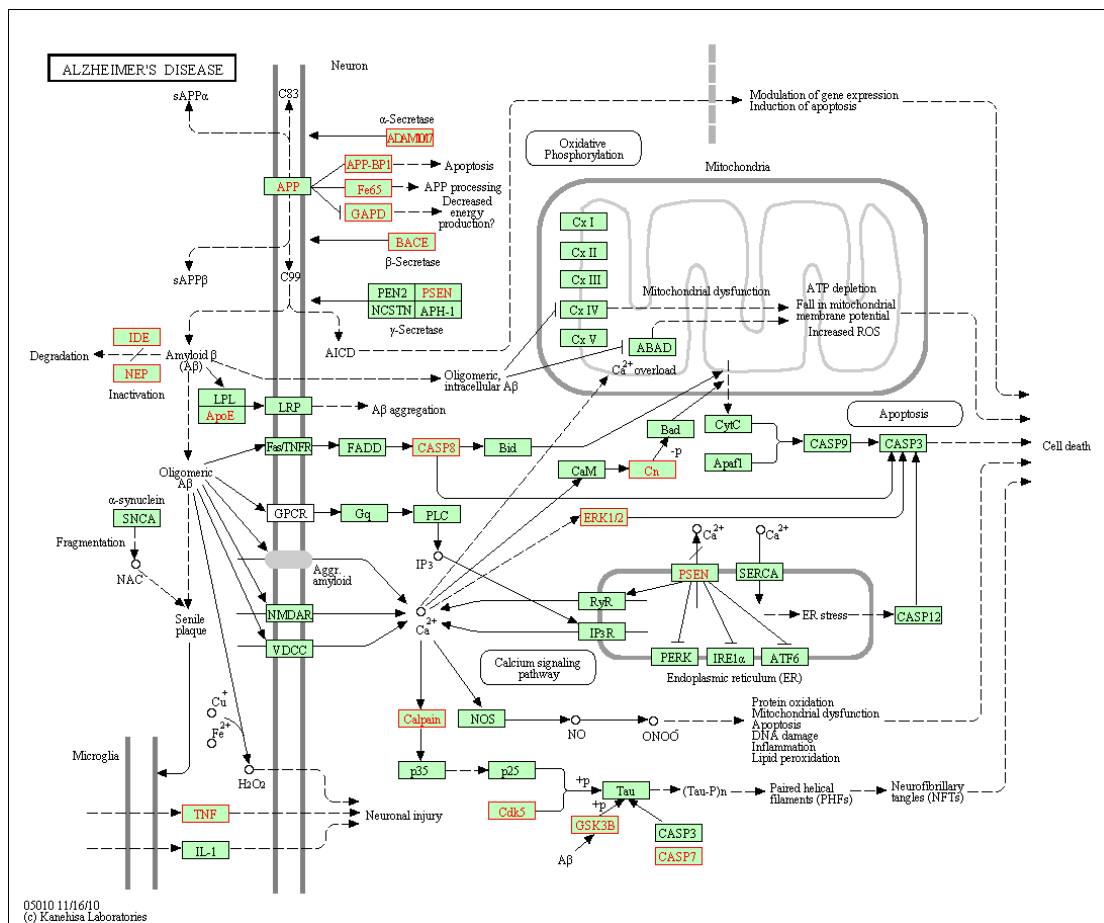 ALZHEIMER'S DISEASE
Neuron
sAPPα
C83
α-Secretase
ADAM10/17
Modulation of gene expression
Induction of apoptosis
Oxidative
Phosphorylation
Mitochondria
APP-BP1
Apoptosis
APP
Fe65
APP processing
GAPD
Decreased
energy
production?
BACE
β-Secretase
sAPPβ
C99
Cx I
Cx II
Cx III
Cx IV
Cx V
PEN2
PSEN
NCSTN
APH-1
γ-Secretase
Mitochondrial dysfunction
ATP depletion
Fall in mitochondrial
membrane potential
Increased ROS
ABAD
IDE
Degradation
NEP
Inactivation
Amyloid β
(Aβ)
AICD
Oligomeric,
intracellular Aβ
Ca2+ overload
LPL
ApoE
LRP
Aβ aggregation
Fas/TNFR
FADD
CASP8
Bid
Bad
-p
CytC
Apaf1
Apoptosis
CASP9
CASP3
Cell death
CaM
Cn
Oligomeric
Aβ
α-synuclein
SNCA
Fragmentation
NAC
GPCR
Gq
PLC
IP3
ERK1/2
Ca2+
Ca2+
Aggr.
amyloid
PSEN
SERCA
RyR
IP3R
ER stress
CASP12
Senile
plaque
NMDAR
VDCC
Ca2+
PERK
IRE1α
ATF6
Endoplasmic reticulum (ER)
Calcium signaling
pathway
Cu+
Fe2+
H2O2
Microglia
Calpain
NOS
NO
ONOO-
Protein oxidation
Mitochondrial dysfunction
Apoptosis
DNA damage
Inflammation
Lipid peroxidation
p35
p25
+p
Tau
(Tau-P)n
Paired helical
filaments (PHFs)
Neurofibrillary
tangles (NFTs)
TNF
Neuronal injury
Cdk5
+p
GSK3B
Aβ
CASP3
CASP7
IL-1
05010 11/16/10
(c) Kanehisa Laboratories